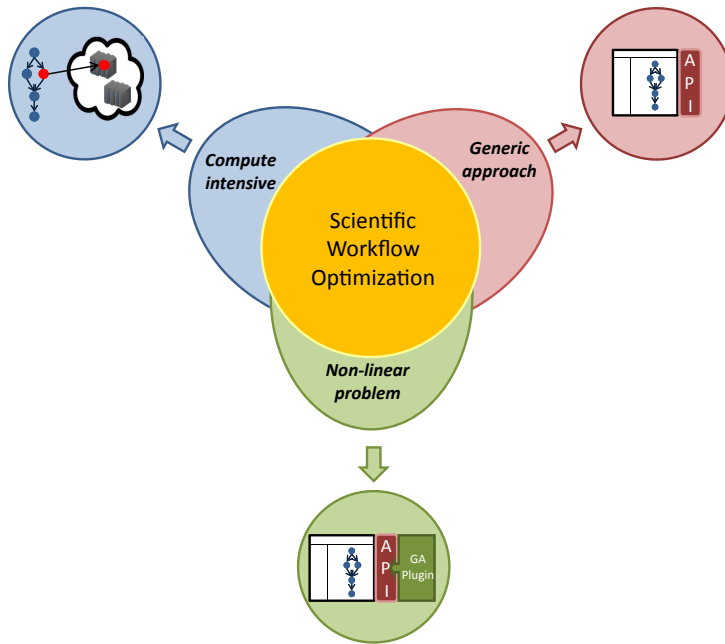 Compute
intensive
Generic
approach
A
P
I
Scientific
Workflow
Optimization
Non-linear
problem
A
P
I
GA
Plugin